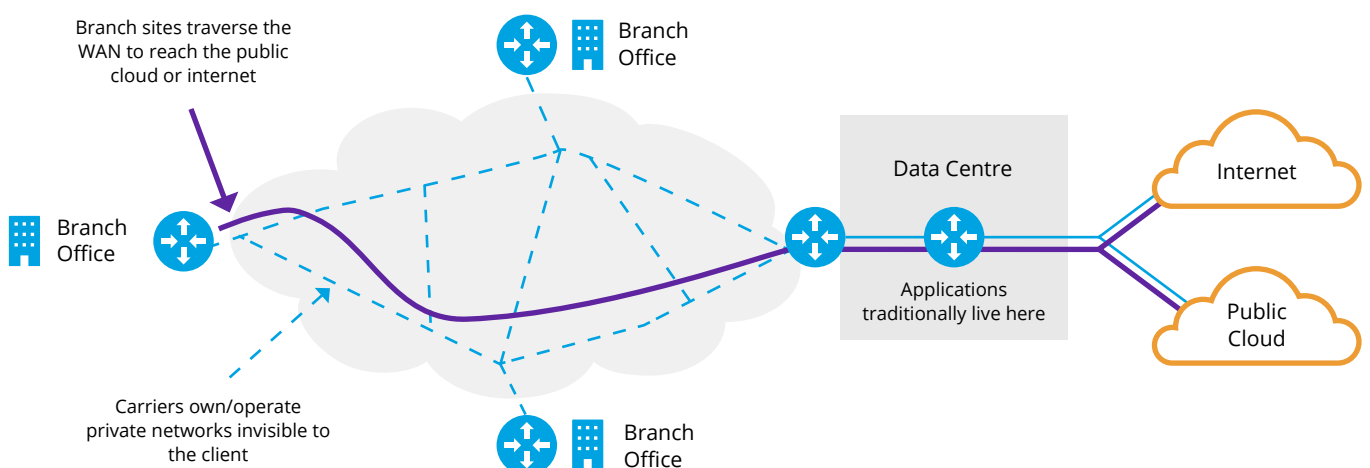 Branch sites traverse the
WAN to reach the public
cloud or internet
Branch
Office
Branch
Office
Data Centre
Internet
Applications
traditionally live here
Public
Cloud
Carriers own/operate
private networks invisible to
the client
Branch
Office